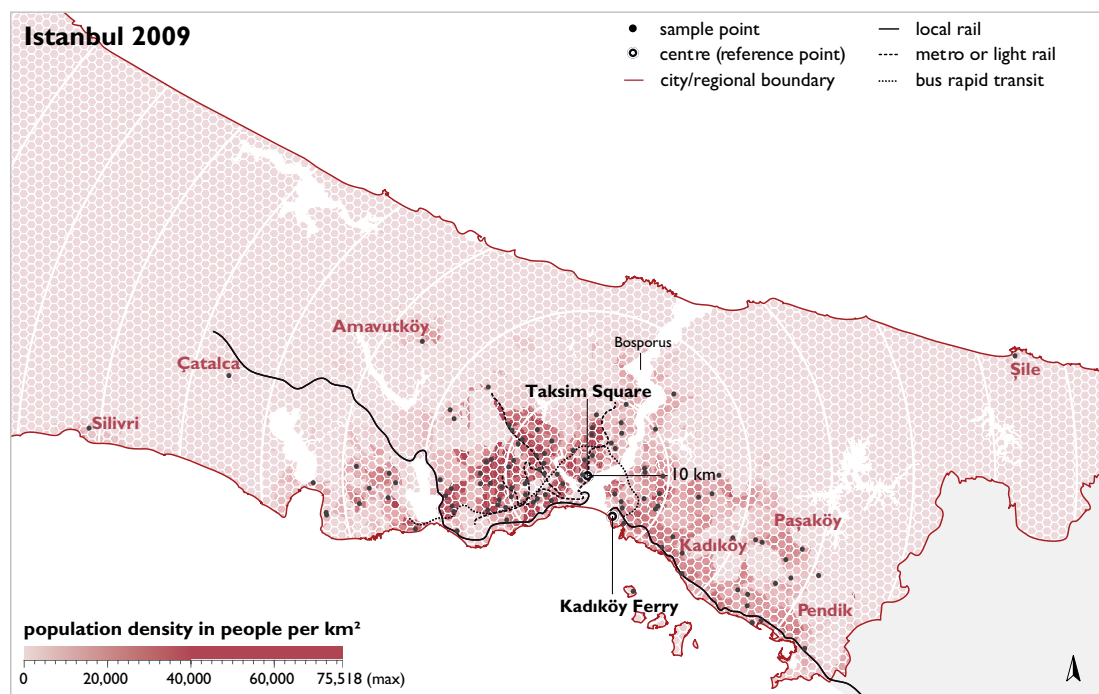 Istanbul 2009
sample point
centre (reference point)
city/regional boundary
local rail
metro or light rail
bus rapid transit
Arnavutköy
Bosporus
Çatalca
Şile
Taksim Square
Silivri
10 km
Paşaköy
Kadıköy
Kadıköy Ferry
Pendik
population density in people per km²
0 20,000 40,000 60,000 75,518 (max)